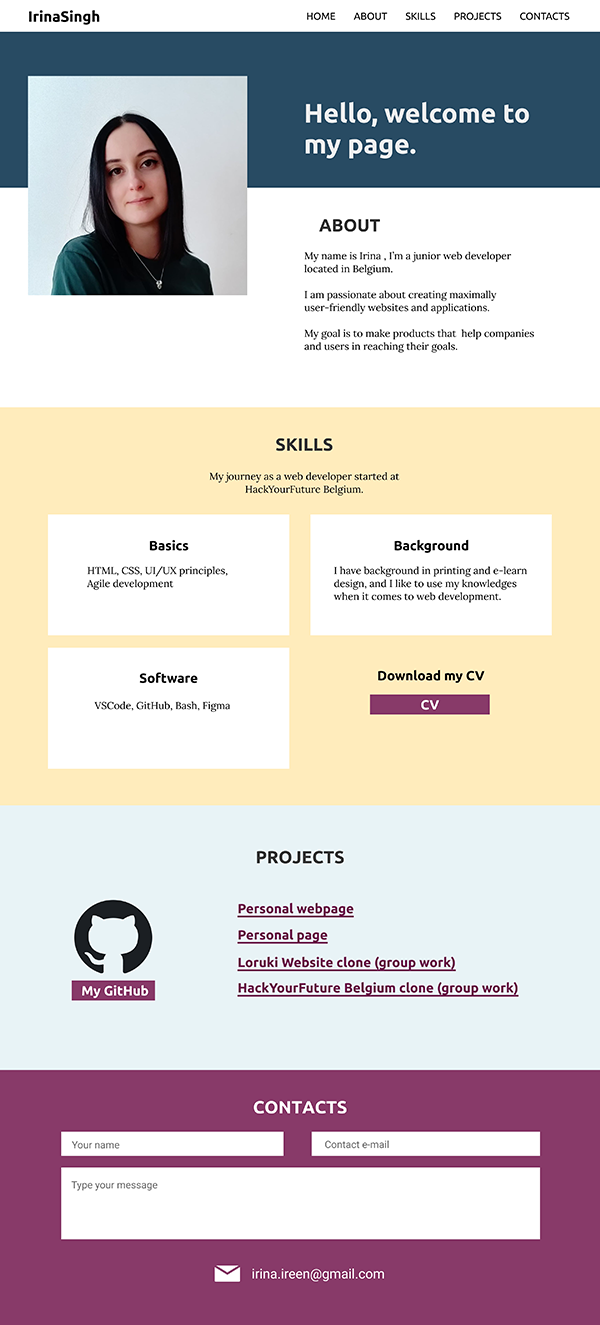 IrinaSingh
HOME ABOUT SKILLS PROJECTS CONTACTS
Hello, welcome to
my page.
ABOUT
My name is Irina , I'm a junior web developer
located in Belgium.
I am passionate about creating maximally
user-friendly websites and applications.
My goal is to make products that  help companies
and users in reaching their goals.
SKILLS
My journey as a web developer started at
HackYourFuture Belgium.
Basics
HTML, CSS, UI/UX principles,
Agile development
Background
I have background in printing and e-learn
design, and I like to use my knowledges
when it comes to web development.
Software
VSCode, GitHub, Bash, Figma
Download my CV
CV
PROJECTS
My GitHub
Personal webpage
Personal page
Loruki Website clone (group work)
HackYourFuture Belgium clone (group work)
CONTACTS
Your name
Contact e-mail
Type your message
irina.ireen@gmail.com